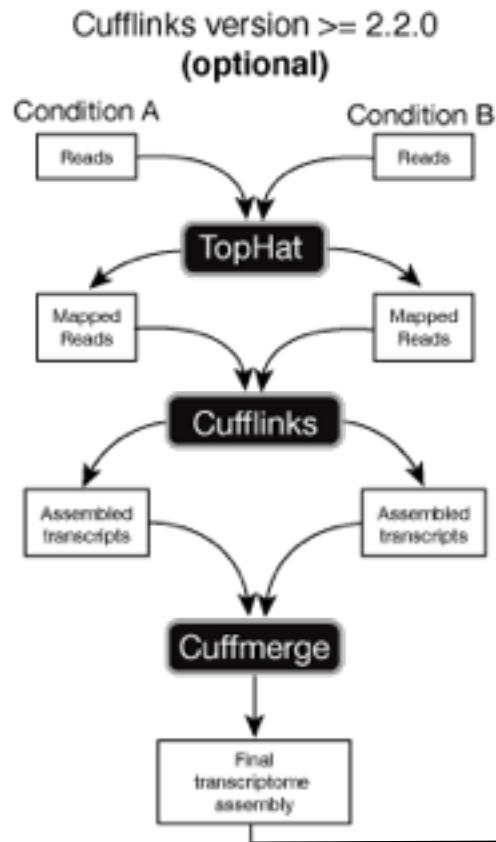 Cufflinks version >= 2.2.0
(optional)
Condition A
Condition B
Reads
Reads
TopHat
Mapped
Reads
Mapped
Reads
Cufflinks
Assembled
transcripts
Assembled
transcripts
Cuffmerge
Final
transcriptome
assembly